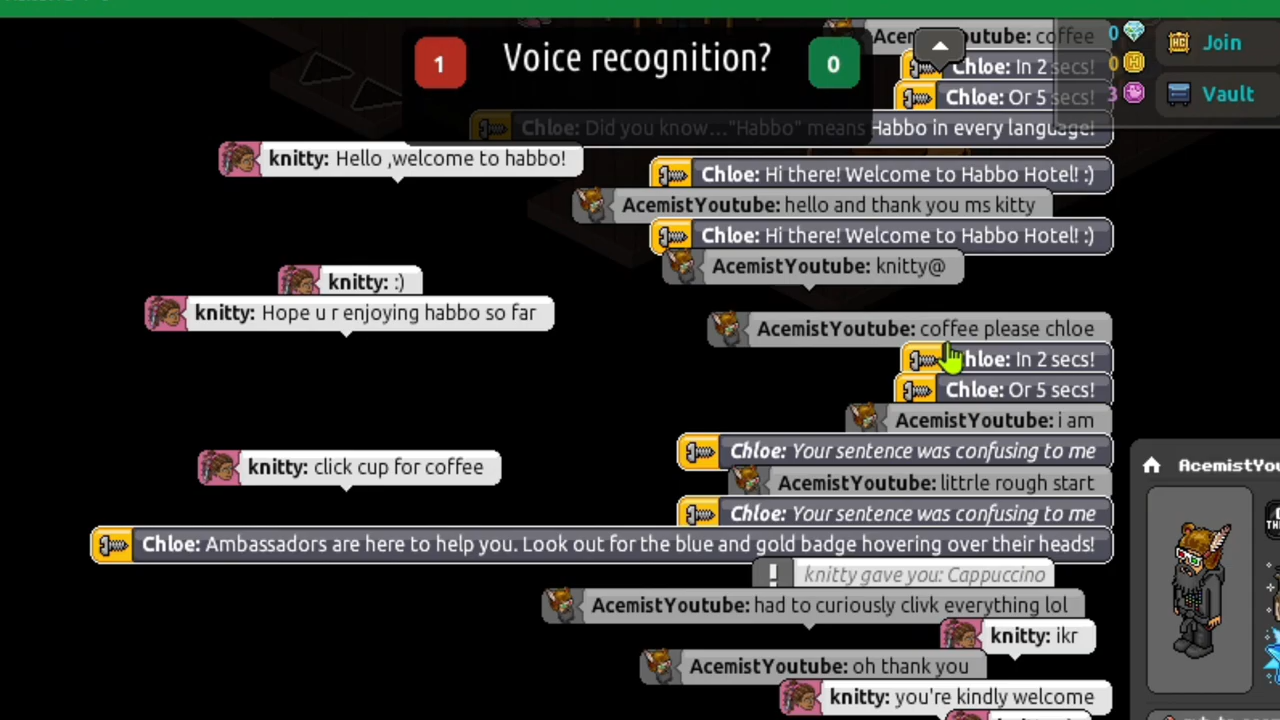 AcemistYoutube: coffee
0
Join
1
Voice recognition?
0
Chloe: In 2 secs!
0
Chloe: Or 5 secs!
3
Vault
Chloe: Did you know..."Habbo" means Habbo in every language!
knitty: Hello ,welcome to habbo!
Chloe: Hi there! Welcome to Habbo Hotel! :)
AcemistYoutube: hello and thank you ms kitty
Chloe: Hi there! Welcome to Habbo Hotel! :)
AcemistYoutube: knitty@
knitty: :)
knitty: Hope u r enjoying habbo so far
AcemistYoutube: coffee please chloe
Chloe: In 2 secs!
Chloe: Or 5 secs!
AcemistYoutube: i am
Chloe: Your sentence was confusing to me
knitty: click cup for coffee
AcemistYou
AcemistYoutube: littrle rough start
Chloe: Your sentence was confusing to me
Chloe: Ambassadors are here to help you. Look out for the blue and gold badge hovering over their heads!
knitty gave you: Cappuccino
AcemistYoutube: had to curiously clivk everything lol
knitty: ikr
AcemistYoutube: oh thank you
knitty: you're kindly welcome